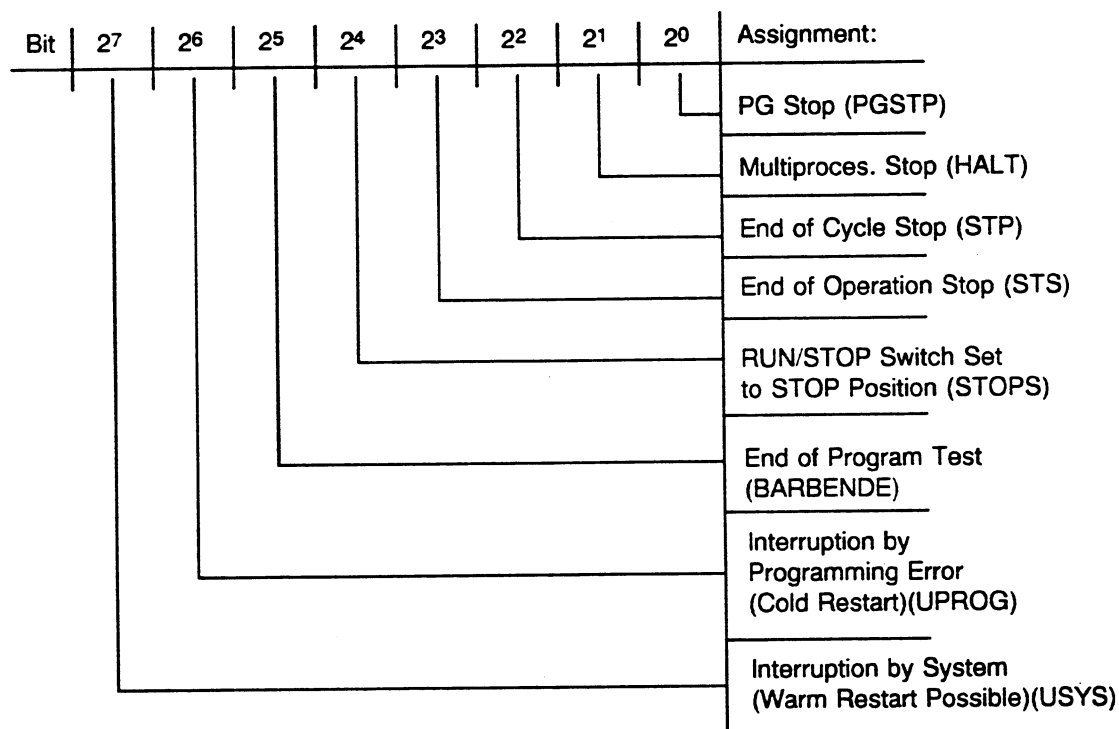 Bit 2⁷ 2⁶ 2⁵ 2⁴ 2³ 2² 2¹ 2⁰ Assignment:
PG Stop (PGSTP)
Multiproces. Stop (HALT)
End of Cycle Stop (STP)
End of Operation Stop (STS)
RUN/STOP Switch Set
to STOP Position (STOPS)
End of Program Test
(BARBENDE)
Interruption by
Programming Error
(Cold Restart)(UPROG)
Interruption by System
(Warm Restart Possible)(USYS)